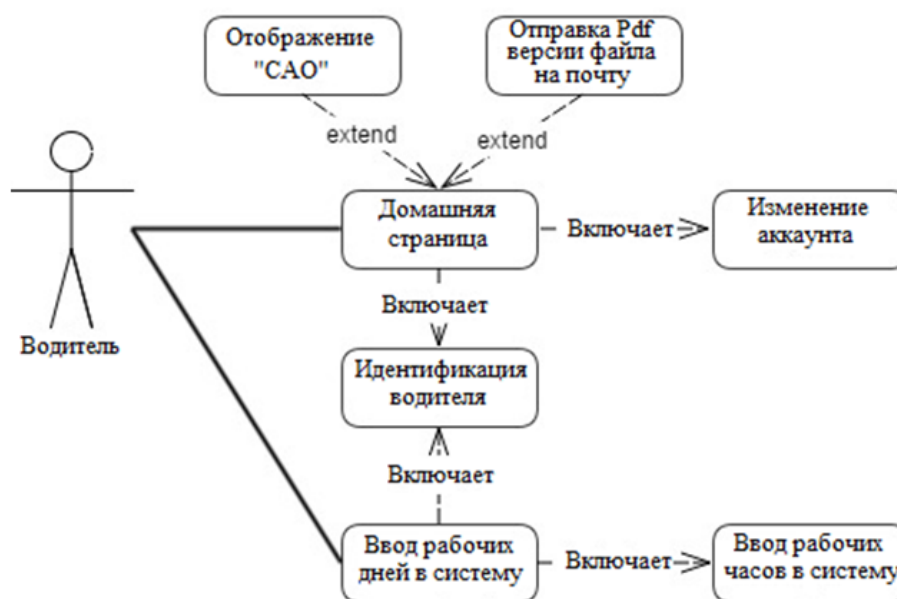 Отображение
"САО"
Отправка Pdf
версии файла
на почту
extend
extend
Домашняя
страница
Включает
Изменение
аккаунта
Водитель
Включает
Идентификация
водителя
Включает
Ввод рабочих
дней в систему
Включает
Ввод рабочих
часов в систему